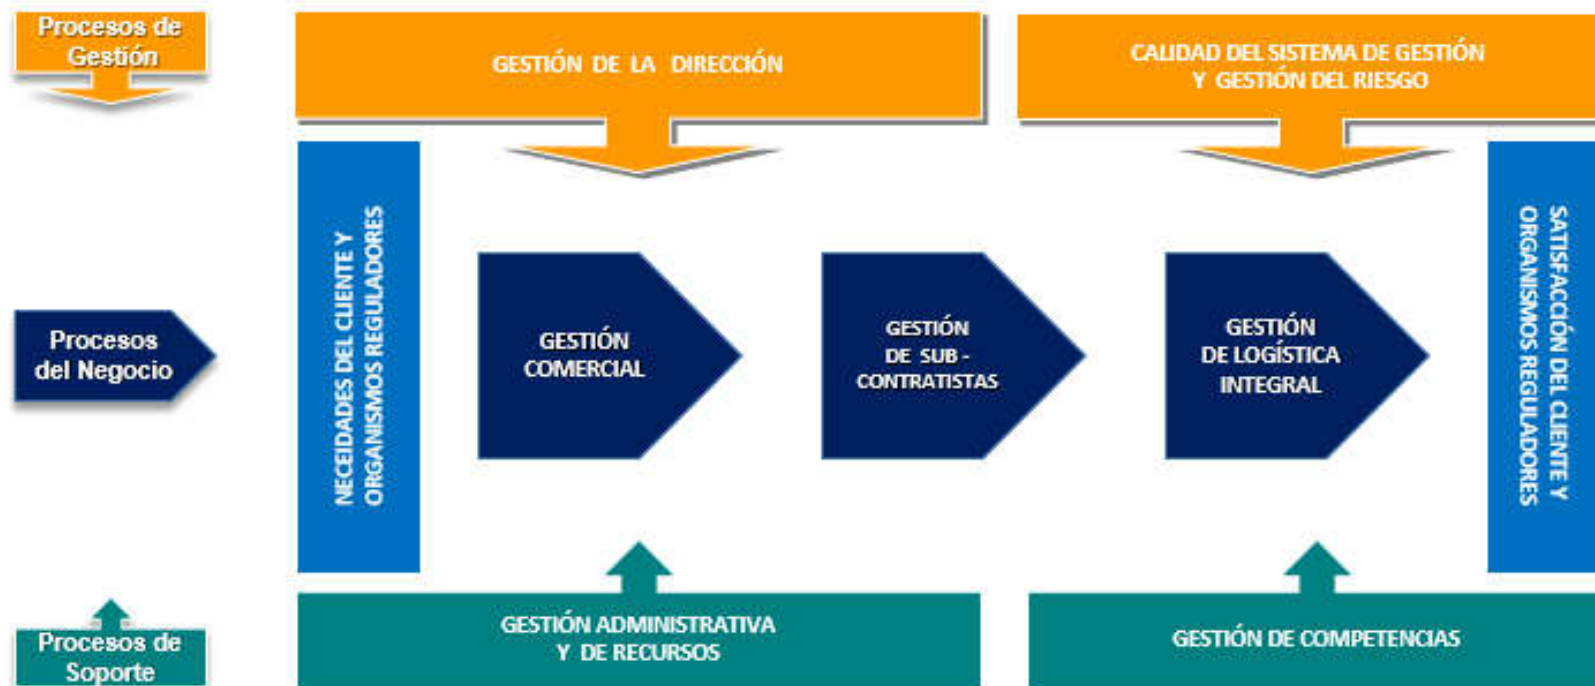 Procesos de
Gestión
GESTIÓN DE LA DIRECCIÓN
CALIDAD DEL SISTEMA DE GESTIÓN
Y GESTIÓN DEL RIESGO
Procesos
del Negocio
NECEIDADES DEL CLIENTE Y
ORGANISMOS REGULADORES
GESTIÓN
COMERCIAL
GESTIÓN
DE SUB -
CONTRATISTAS
GESTIÓN
DE LOGÍSTICA
INTEGRAL
SATISFACCIÓN DEL CLIENTE Y
ORGANISMOS REGULADORES
Procesos de
Soporte
GESTIÓN ADMINISTRATIVA
Y DE RECURSOS
GESTIÓN DE COMPETENCIAS